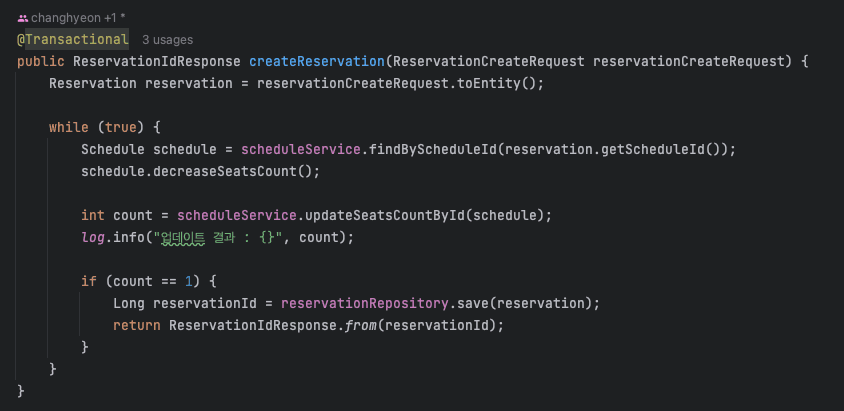 changhyeon +1 *
@Transactional 3 usages
public ReservationIdResponse createReservation(ReservationCreateRequest reservationCreateRequest) {
Reservation reservation = reservationCreateRequest.toEntity();
while (true) {
Schedule schedule = scheduleService.findByScheduleId(reservation.getScheduleId());
schedule.decreaseSeatsCount();
int count = scheduleService.updateSeatsCountById(schedule);
log.info("업데이트 결과 : {}", count);
if (count == 1) {
Long reservationId = reservationRepository.save(reservation);
return ReservationIdResponse.from(reservationId);
}
}
}